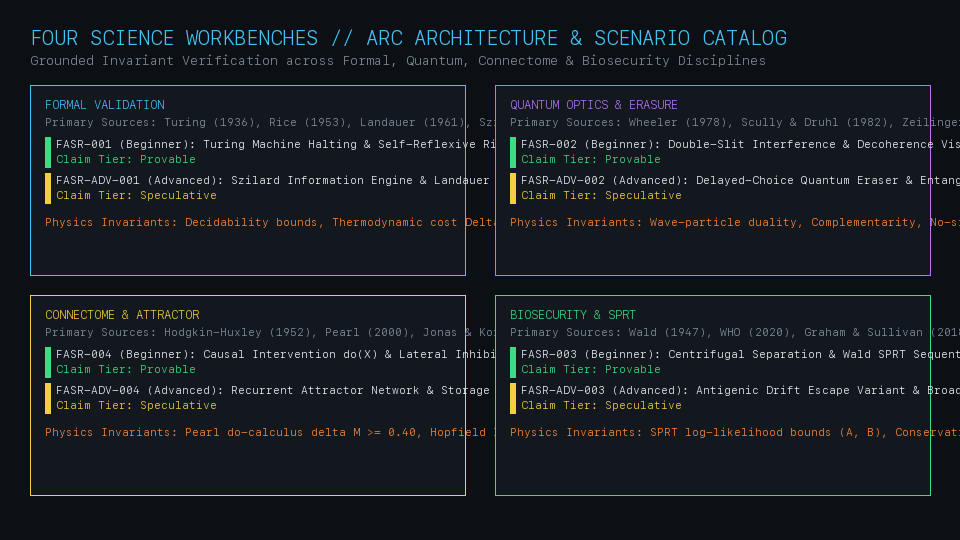 FOUR SCIENCE WORKBENCHES // ARC ARCHITECTURE & SCENARIO CATALOG
Grounded Invariant Verification across Formal, Quantum, Connectome & Biosecurity Disciplines
FORMAL VALIDATION
Primary Sources: Turing (1936), Rice (1953), Landauer (1961),
FASR-001 (Beginner): Turing Machine Halting & Self-Reflexive
Claim Tier: Provable
FASR-ADV-001 (Advanced): Szilard Information Engine & Landauer
Claim Tier: Speculative
Physics Invariants: Decidability bounds, Thermodynamic cost
QUANTUM OPTICS & ERASURE
Primary Sources: Wheeler (1978), Scully & Druhl (1982),
FASR-002 (Beginner): Double-Slit Interference & Decoherence
Claim Tier: Provable
FASR-ADV-002 (Advanced): Delayed-Choice Quantum Eraser &
Claim Tier: Speculative
Physics Invariants: Wave-particle duality, Complementarity,
CONNECTOME & ATTRACTOR
Primary Sources: Hodgkin-Huxley (1952), Pearl (2000), Jonas &
FASR-004 (Beginner): Causal Intervention do(X) & Lateral
Claim Tier: Provable
FASR-ADV-004 (Advanced): Recurrent Attractor Network & Storage
Claim Tier: Speculative
Physics Invariants: Pearl do-calculus delta M >= 0.40, Hopfield
BIOSECURITY & SPRT
Primary Sources: Wald (1947), WHO (2020), Graham & Sullivan
FASR-003 (Beginner): Centrifugal Separation & Wald SPRT
Claim Tier: Provable
FASR-ADV-003 (Advanced): Antigenic Drift Escape Variant &
Claim Tier: Speculative
Physics Invariants: SPRT log-likelihood bounds (A, B),